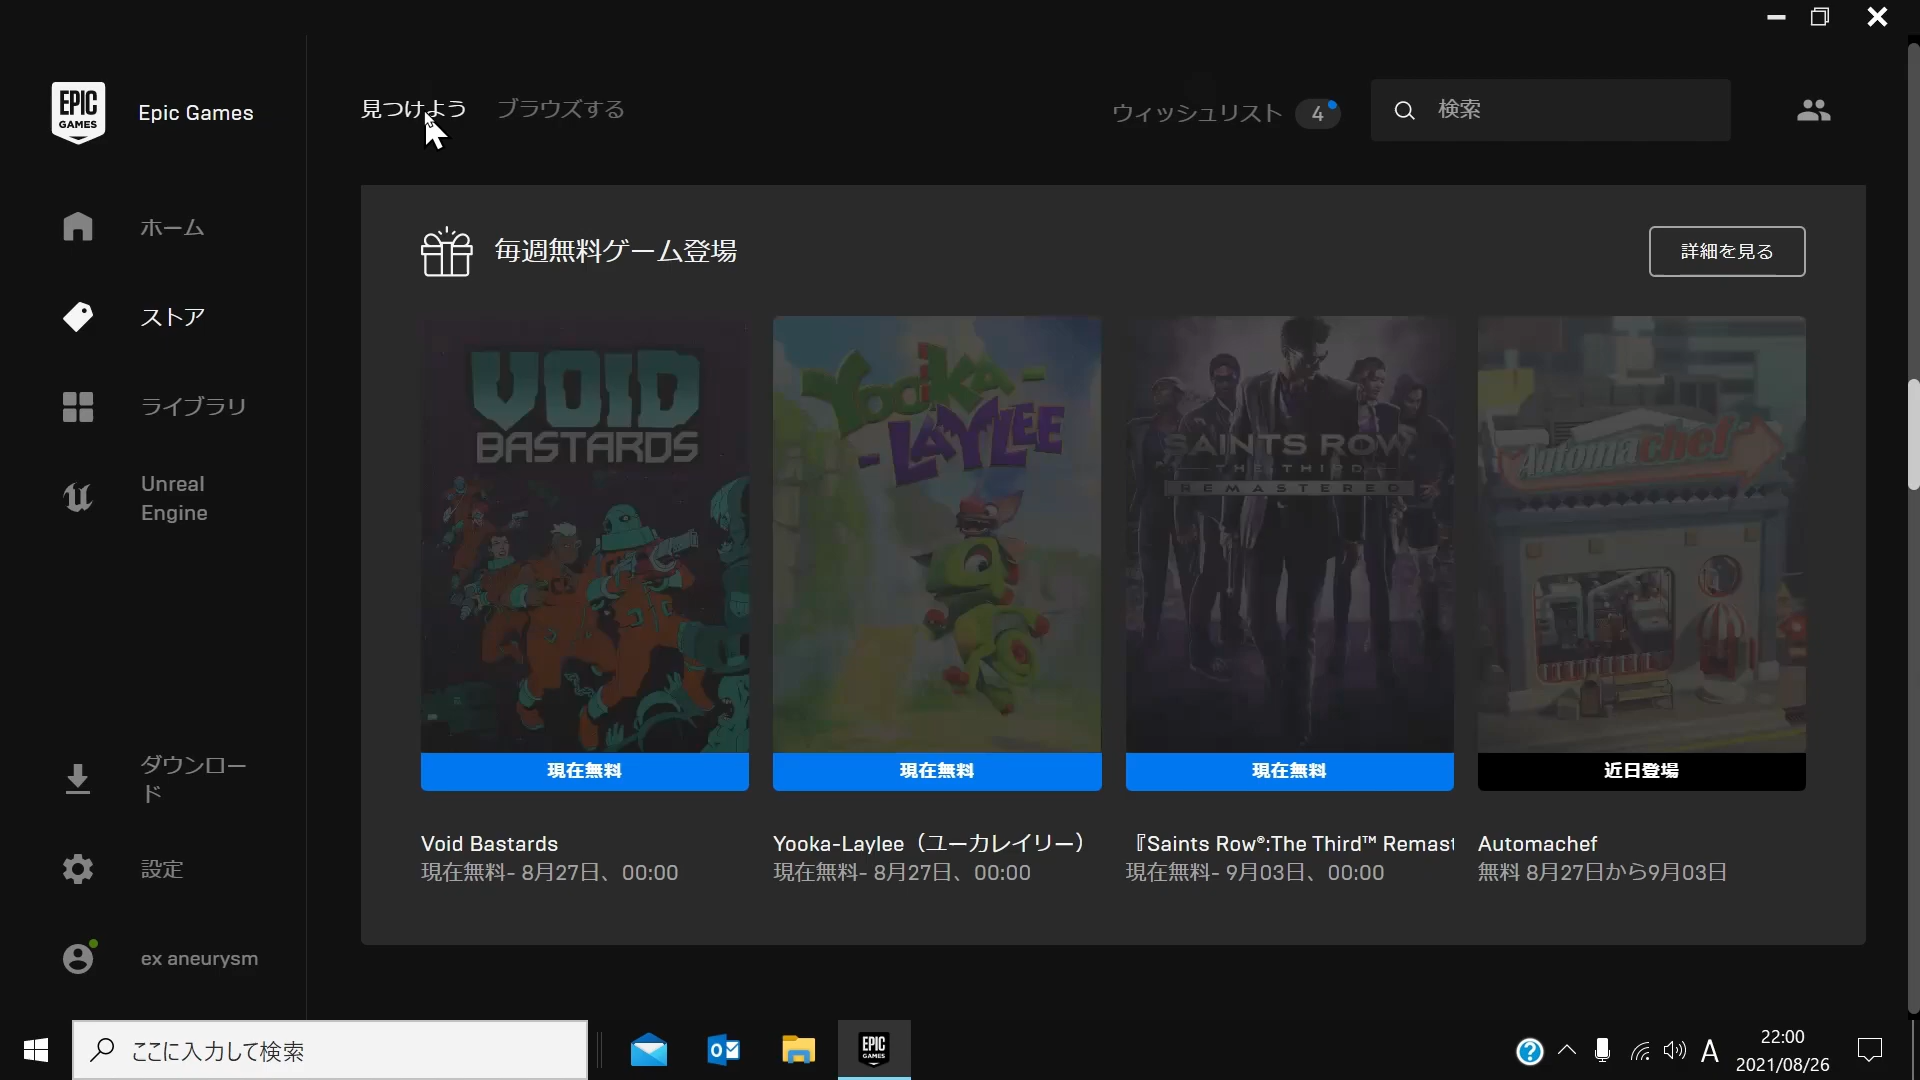 EPIC
GAMES
Epic Games
見つけよう
ブラウズする
ウィッシュリスト
4
検索
ホーム
ストア
ライブラリ
Unreal
Engine
ダウンロー
ド
設定
ex aneurysm
毎週無料ゲーム登場
詳細を見る
VOID
BASTARDS
現在無料
Void Bastards
現在無料- 8月27日、00:00
Yooka-
-LAYLEE
現在無料
Yooka-Laylee（ユーカレイリー）
現在無料- 8月27日、00:00
SAINTS ROW
THE THIRD
REMASTERED
現在無料
『Saints Row®:The Third™ Remast
現在無料- 9月03日、00:00
Automachef
近日登場
Automachef
無料 8月27日から9月03日
ここに入力して検索
EPIC
GAMES
A
22:00
2021/08/26